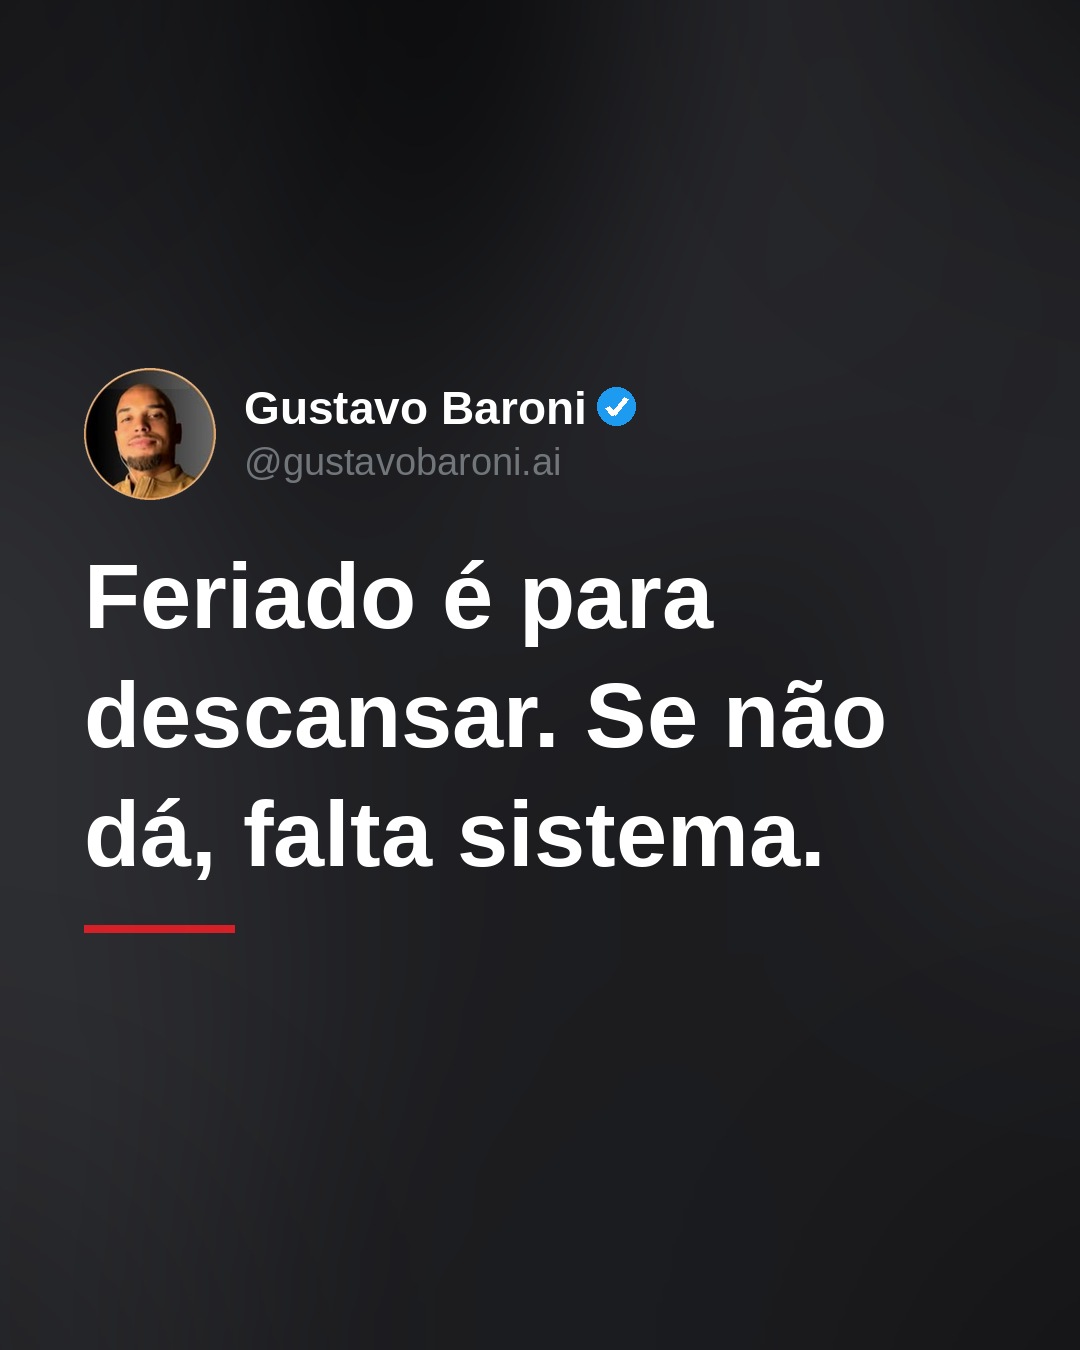 Gustavo Baroni
@gustavobaroni.ai
Feriado é para
descansar. Se não
dá, falta sistema.